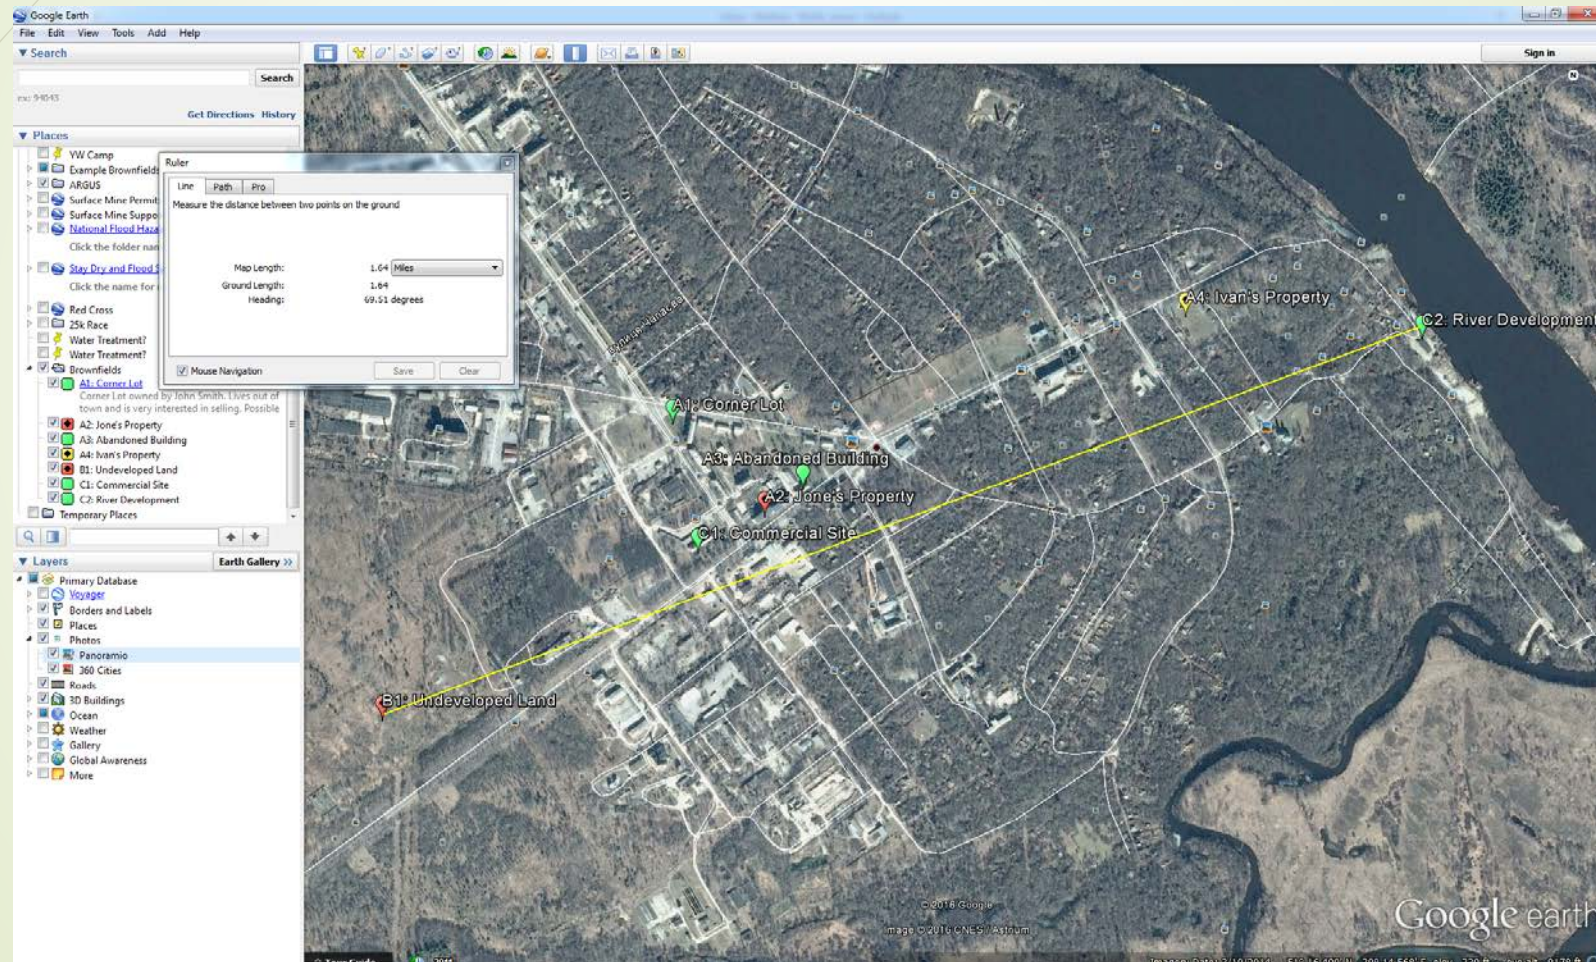 Google Earth
File Edit View Tools Add Help
Search
Search
ex: 94043
Get Directions History
Sign in
Places
YW Camp
Example Brownfields
ARGUS
Surface Mine Permit
Surface Mine Suppo
National Flood Haza
Click the folder nam
Stay Dry and Flood S
Click the name for
Red Cross
25k Race
Water Treatment?
Water Treatment?
Brownfields
A1: Corner Lot
Corner Lot owned by John Smith. Lives out of
town and is very interested in selling. Possible
A2: Jone's Property
A3: Abandoned Building
A4: Ivan's Property
B1: Undeveloped Land
C1: Commercial Site
C2: River Development
Temporary Places
Layers
Earth Gallery »
Primary Database
Voyager
Borders and Labels
Places
Photos
Panoramio
360 Cities
Roads
3D Buildings
Ocean
Weather
Gallery
Global Awareness
More
Ruler
Line Path Pro
Measure the distance between two points on the ground
Map Length: 1.64 Miles
Ground Length: 1.64
Heading: 69.51 degrees
Mouse Navigation
Save Clear
N
A4: Ivan's Property
C2: River Development
A1: Corner Lot
A3: Abandoned Building
A2: Jone's Property
C1: Commercial Site
B1: Undeveloped Land
© 2016 Google
Image © 2016 CNES / Astrium
Google earth
Tour Guide